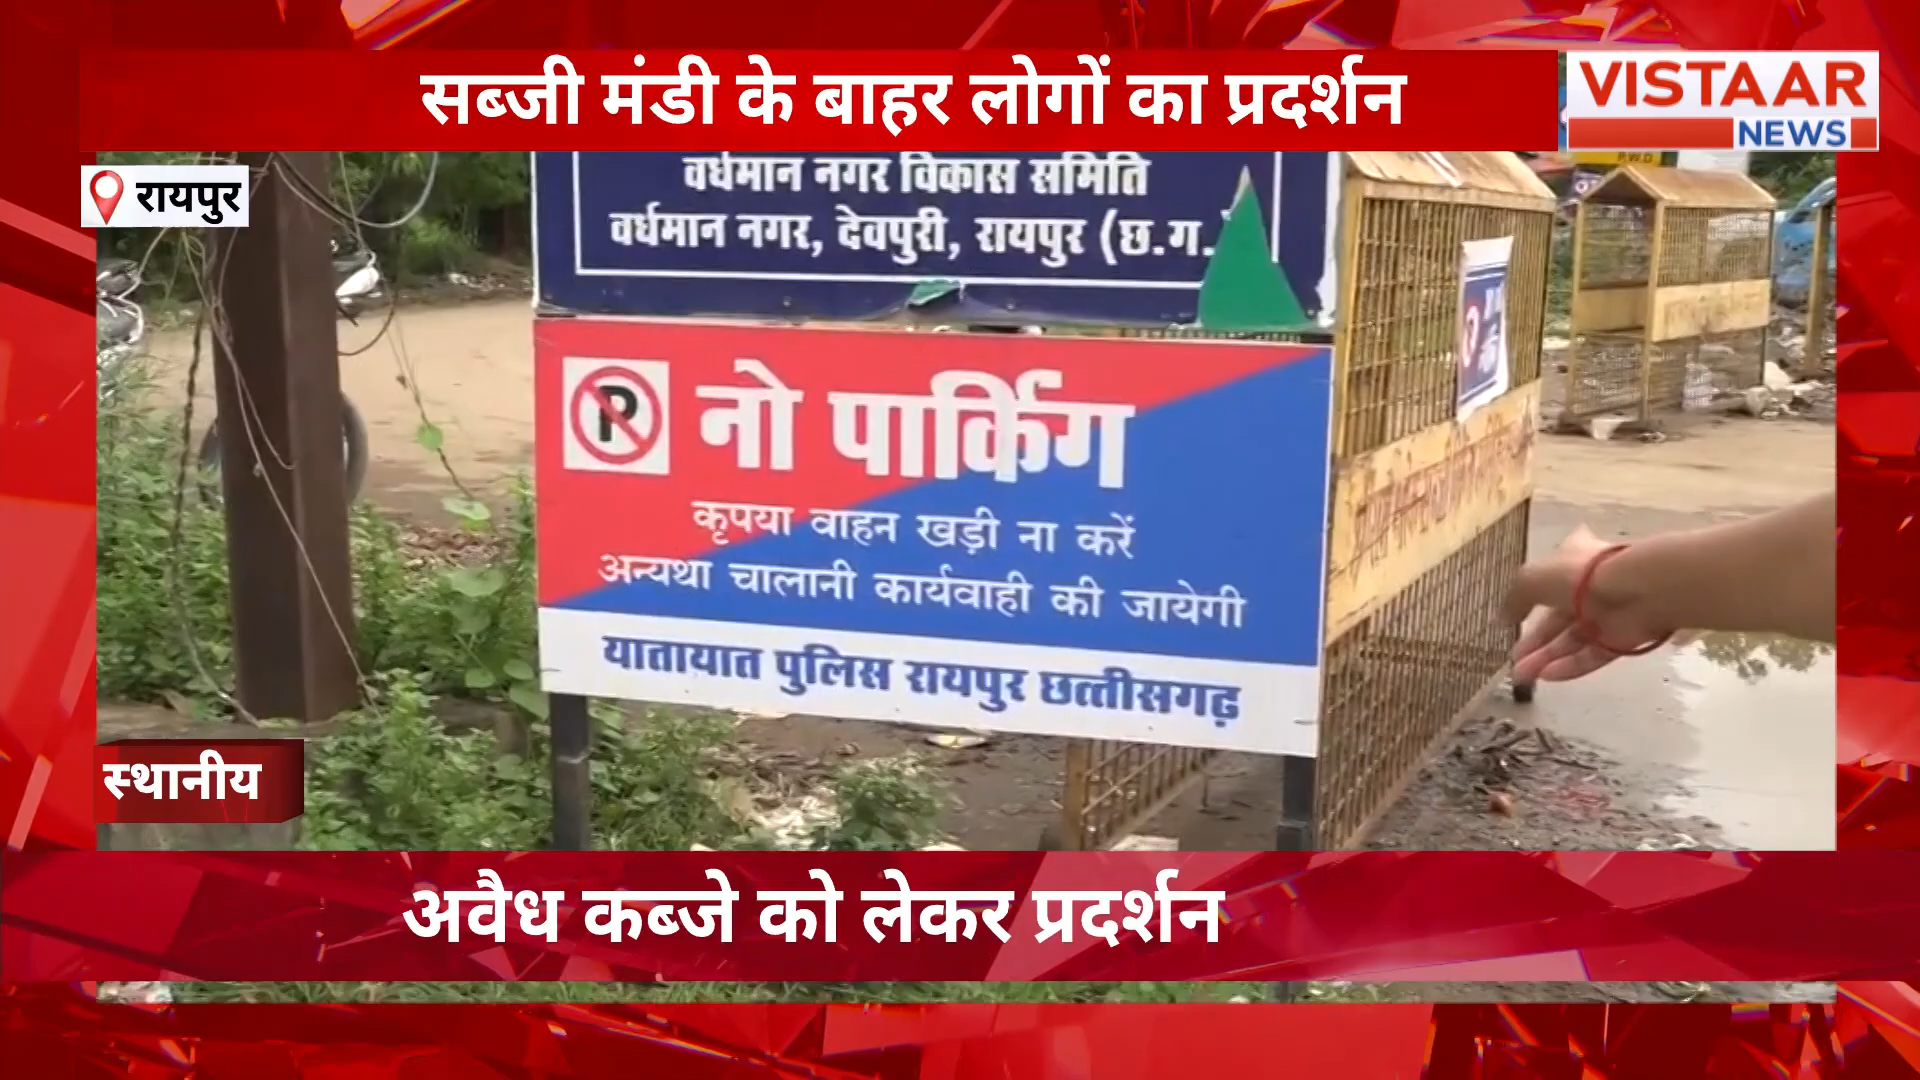 सब्जी मंडी के बाहर लोगों का प्रदर्शन
VISTAAR
NEWS
रायपुर
P.W.D
वर्धमान नगर विकास समिति
वर्धमान नगर, देवपुरी, रायपुर (छ.ग.
P
नो पार्किंग
कृपया वाहन खड़ी ना करें
अन्यथा चालानी कार्यवाही की जायेगी
यातायात पुलिस रायपुर छत्तीसगढ़
स्थानीय
अवैध कब्जे को लेकर प्रदर्शन